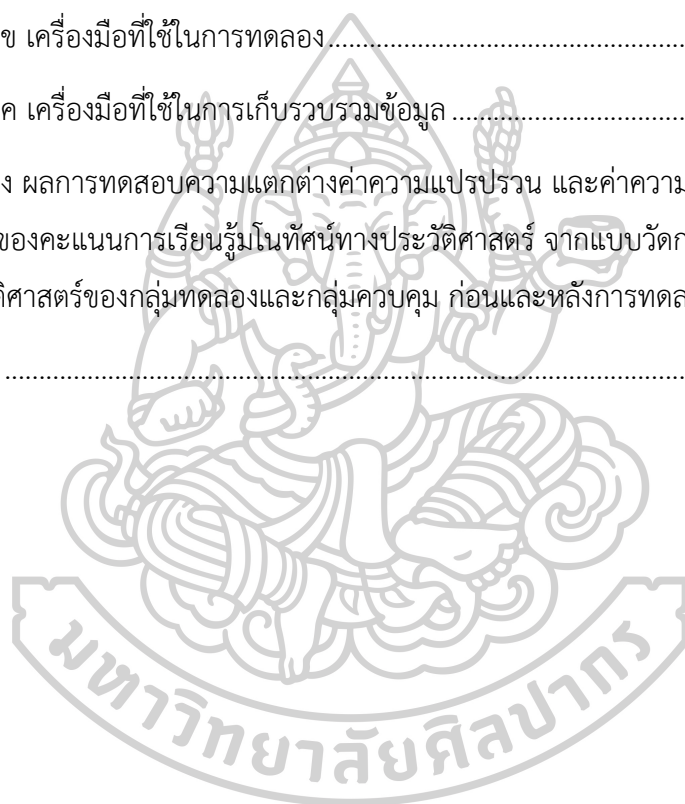 ข เครื่องมือที่ใช้ในการทดลอง........................................................
ค เครื่องมือที่ใช้ในการเก็บรวบรวมข้อมูล ....................................
ง ผลการทดสอบความแตกต่างค่าความแปรปรวน และค่าความ
ของคะแนนการเรียนรู้มโนทัศน์ทางประวัติศาสตร์ จากแบบวัดก
ติศาสตร์ของกลุ่มทดลองและกลุ่มควบคุม ก่อนและหลังการทดล
......................................................................................................
มหาวิทยาลัยศิลปากร